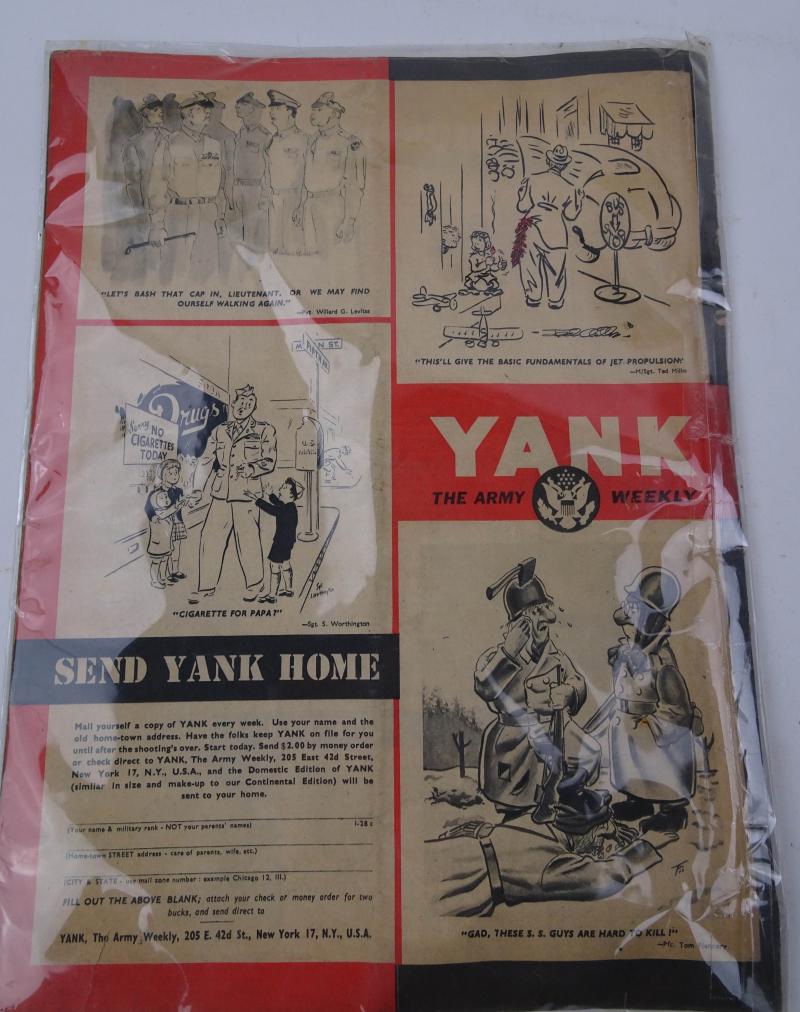 "LET'S BASH THAT CAP IN, LIEUTENANT, OR WE MAY FIND
OURSELF WALKING AGAIN."
—Pvt. Willard G. Levitas
MAIN ST.
FIFTH AV.
Drugs
Sorry
NO
CIGARETTES
TODAY
U.S.
MAIL
Sgt
"CIGARETTE FOR PAPA?"
—Sgt. S. Worthington
SEND YANK HOME
Mail yourself a copy of YANK every week. Use your name and the
old home-town address. Have the folks keep YANK on file for you
until after the shooting's over. Start today. Send $2.00 by money order
or check direct to YANK, The Army Weekly, 205 East 42d Street,
New York 17, N.Y., U.S.A., and the Domestic Edition of YANK
(similar in size and make-up to our Continental Edition) will be
sent to your home.
(Your name & military rank - NOT your parents' names) 1-28 c
(Home-town STREET address - care of parents, wife, etc.)
(CITY & STATE - use mail zone number : example Chicago 12, Ill.)
FILL OUT THE ABOVE BLANK; attach your check or money order for two
bucks, and send direct to
YANK, The Army Weekly, 205 E. 42d St., New York 17, N.Y., U.S.A.
BUS
STOP
"THIS'LL GIVE THE BASIC FUNDAMENTALS OF JET PROPULSION."
—M/Sgt. Ted Miller
YANK
THE ARMY WEEKLY
"GAD, THESE S. S. GUYS ARE HARD TO KILL!"
—Pfc. Tom